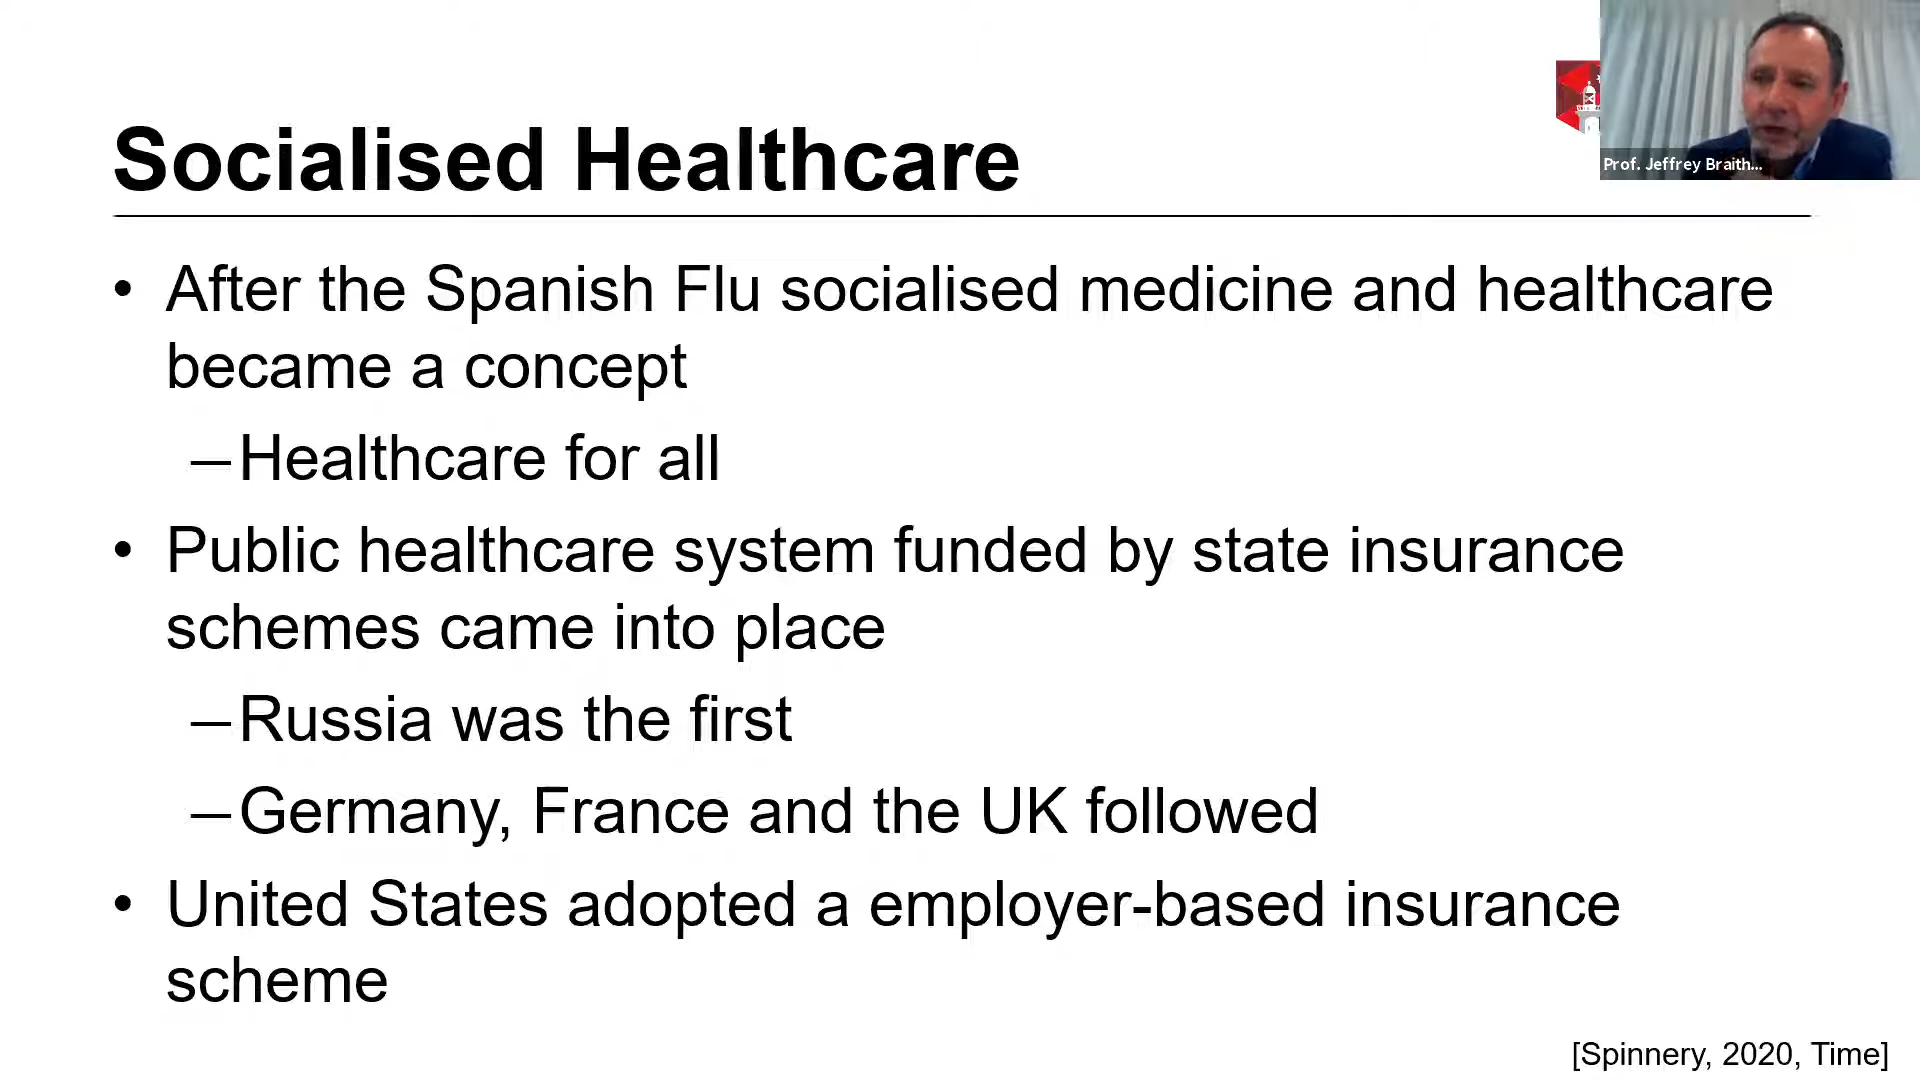 Socialised Healthcare
Prof. Jeffrey Braith...
• After the Spanish Flu socialised medicine and healthcare
became a concept
–Healthcare for all
• Public healthcare system funded by state insurance
schemes came into place
–Russia was the first
–Germany, France and the UK followed
• United States adopted a employer-based insurance
scheme
[Spinnery, 2020, Time]